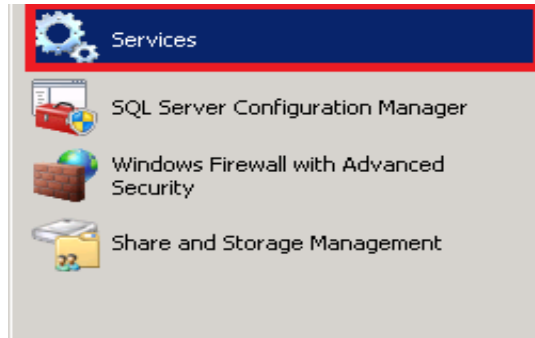 Services
SQL Server Configuration Manager
Windows Firewall with Advanced
Security
Share and Storage Management